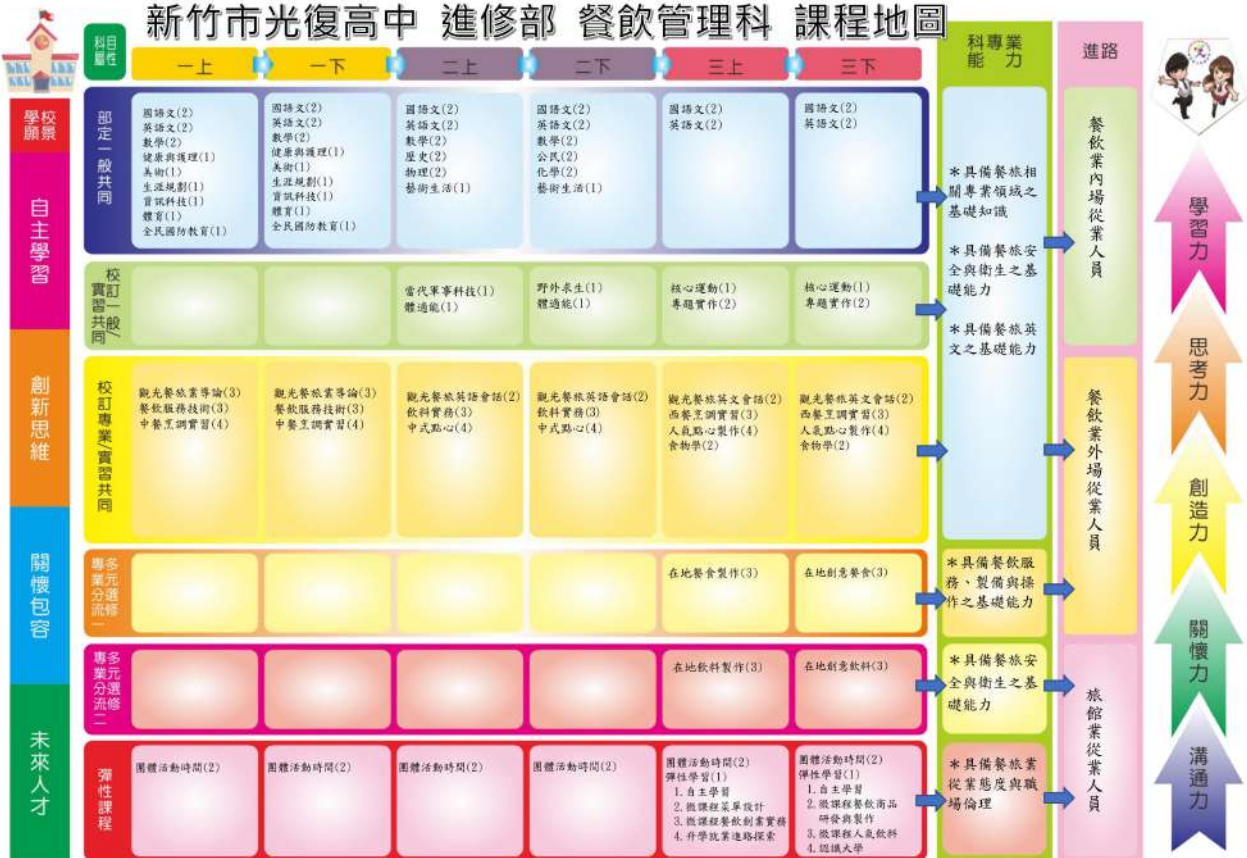 新竹市光復高中 進修部 餐飲管理科 課程地圖
科目屬性
一上
一下
二上
二下
三上
三下
科專業能力
進路
學校願景
自主學習
創新思維
關懷包容
未來人才
部定一般共同
國語文(2)
英語文(2)
數學(2)
健康與護理(1)
美術(1)
生涯規劃(1)
資訊科技(1)
體育(1)
全民國防教育(1)
國語文(2)
英語文(2)
數學(2)
健康與護理(1)
美術(1)
生涯規劃(1)
資訊科技(1)
體育(1)
全民國防教育(1)
國語文(2)
英語文(2)
數學(2)
歷史(2)
物理(2)
藝術生活(1)
國語文(2)
英語文(2)
數學(2)
公民(2)
化學(2)
藝術生活(1)
國語文(2)
英語文(2)
國語文(2)
英語文(2)
校訂一般/實習共同
當代軍事科技(1)
體適能(1)
野外求生(1)
體適能(1)
核心運動(1)
專題實作(2)
核心運動(1)
專題實作(2)
校訂專業/實習共同
觀光餐旅業導論(3)
餐飲服務技術(3)
中餐烹調實習(4)
觀光餐旅業導論(3)
餐飲服務技術(3)
中餐烹調實習(4)
觀光餐旅英語會話(2)
飲料實務(3)
中式點心(4)
觀光餐旅英語會話(2)
飲料實務(3)
中式點心(4)
觀光餐旅英文會話(2)
西餐烹調實習(3)
人氣點心製作(4)
食物學(2)
觀光餐旅英文會話(2)
西餐烹調實習(3)
人氣點心製作(4)
食物學(2)
多元選修專業分流一
在地餐食製作(3)
在地創意餐食(3)
多元選修專業分流二
在地飲料製作(3)
在地創意飲料(3)
彈性課程
團體活動時間(2)
團體活動時間(2)
團體活動時間(2)
團體活動時間(2)
團體活動時間(2)
彈性學習(1)
1.自主學習
2.微課程菜單設計
3.微課程餐飲創業實務
4.升學就業進路探索
團體活動時間(2)
彈性學習(1)
1.自主學習
2.微課程餐飲商品
研發與製作
3.微課程人氣飲料
4.認識大學
＊具備餐旅相
關專業領域之
基礎知識
＊具備餐旅安
全與衛生之基
礎能力
＊具備餐旅英
文之基礎能力
＊具備餐飲服
務、製備與操
作之基礎能力
＊具備餐旅安
全與衛生之基
礎能力
＊具備餐旅業
從業態度與職
場倫理
餐飲業內場從業人員
餐飲業外場從業人員
旅館業從業人員
學習力
思考力
創造力
關懷力
溝通力